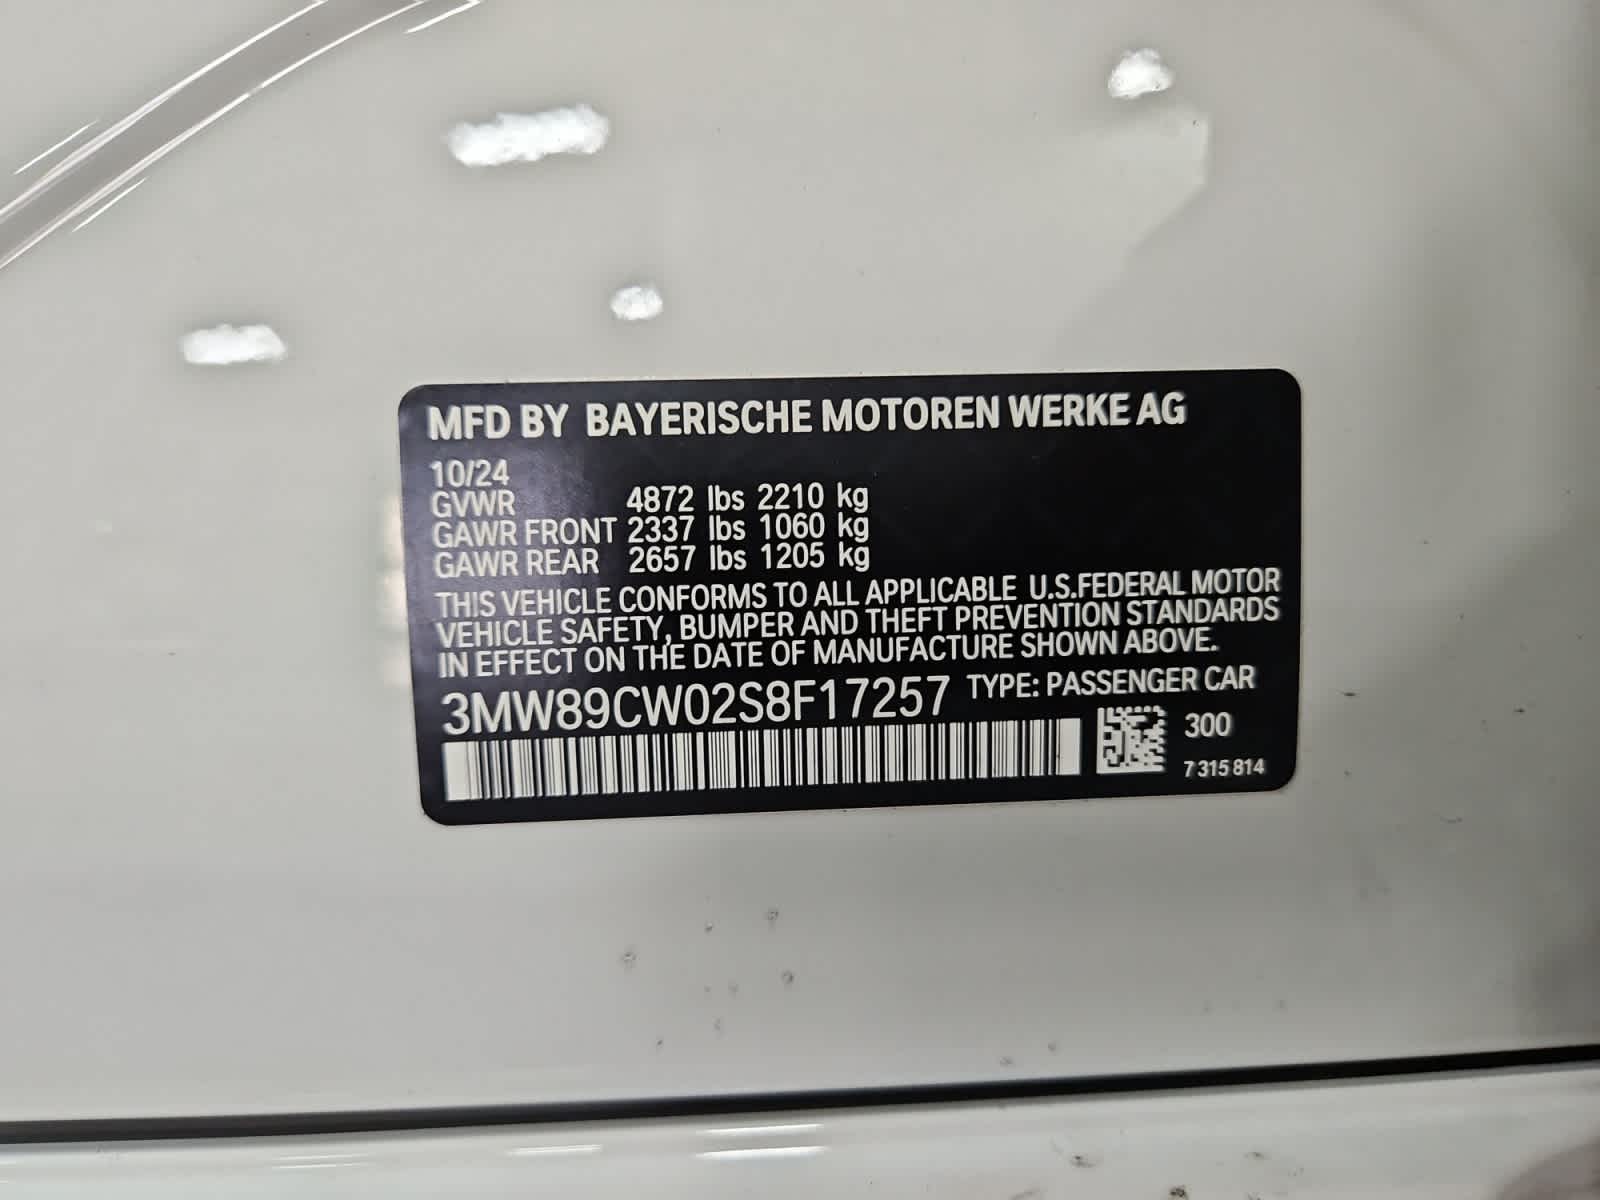 MFD BY BAYERISCHE MOTOREN WERKE AG
10/24
GVWR 4872 lbs 2210 kg
GAWR FRONT 2337 lbs 1060 kg
GAWR REAR 2657 lbs 1205 kg
THIS VEHICLE CONFORMS TO ALL APPLICABLE U.S.FEDERAL MOTOR
VEHICLE SAFETY, BUMPER AND THEFT PREVENTION STANDARDS
IN EFFECT ON THE DATE OF MANUFACTURE SHOWN ABOVE.
3MW89CW02S8F17257 TYPE: PASSENGER CAR
300
7 315 814